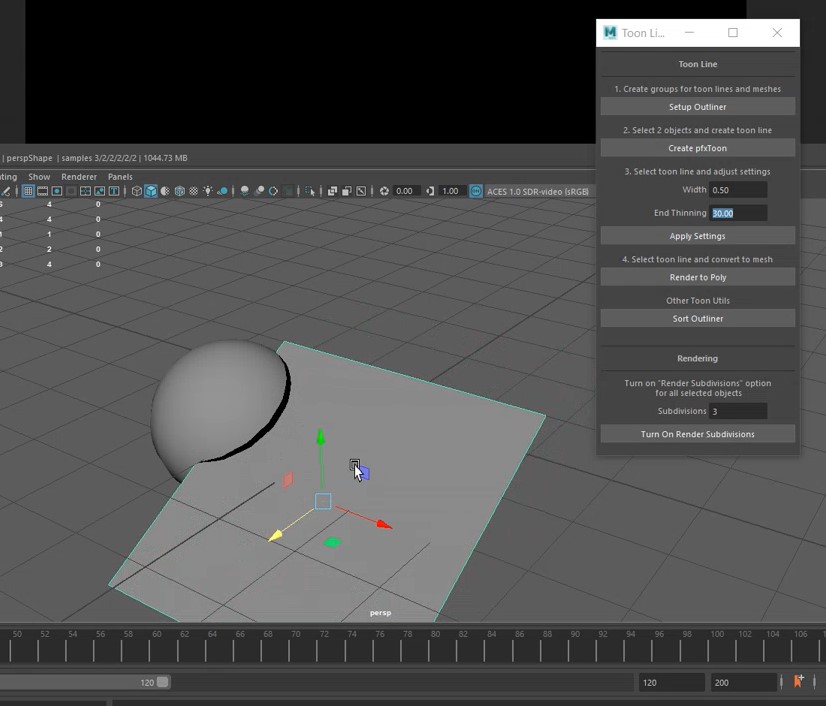 Toon Li...
Toon Line
1. Create groups for toon lines and meshes
Setup Outliner
2. Select 2 objects and create toon line
Create pfxToon
3. Select toon line and adjust settings
Width 0.50
End Thinning 30.00
Apply Settings
4. Select toon line and convert to mesh
Render to Poly
Other Toon Utils
Sort Outliner
Rendering
Turn on "Render Subdivisions" option
for all selected objects
Subdivisions 3
Turn On Render Subdivisions
| perspShape | samples 3/2/2/2/2/2 | 1044.73 MB
ting Show Renderer Panels
0.00 1.00 ACES 1.0 SDR-video (sRGB)
4 0
4 0
1 1 0
2 2 0
4 0
persp
50 52 54 56 58 60 62 64 66 68 70 72 74 76 78 80 82 84 86 88 90 92 94 96 98 100 102 104 106
120 120 200